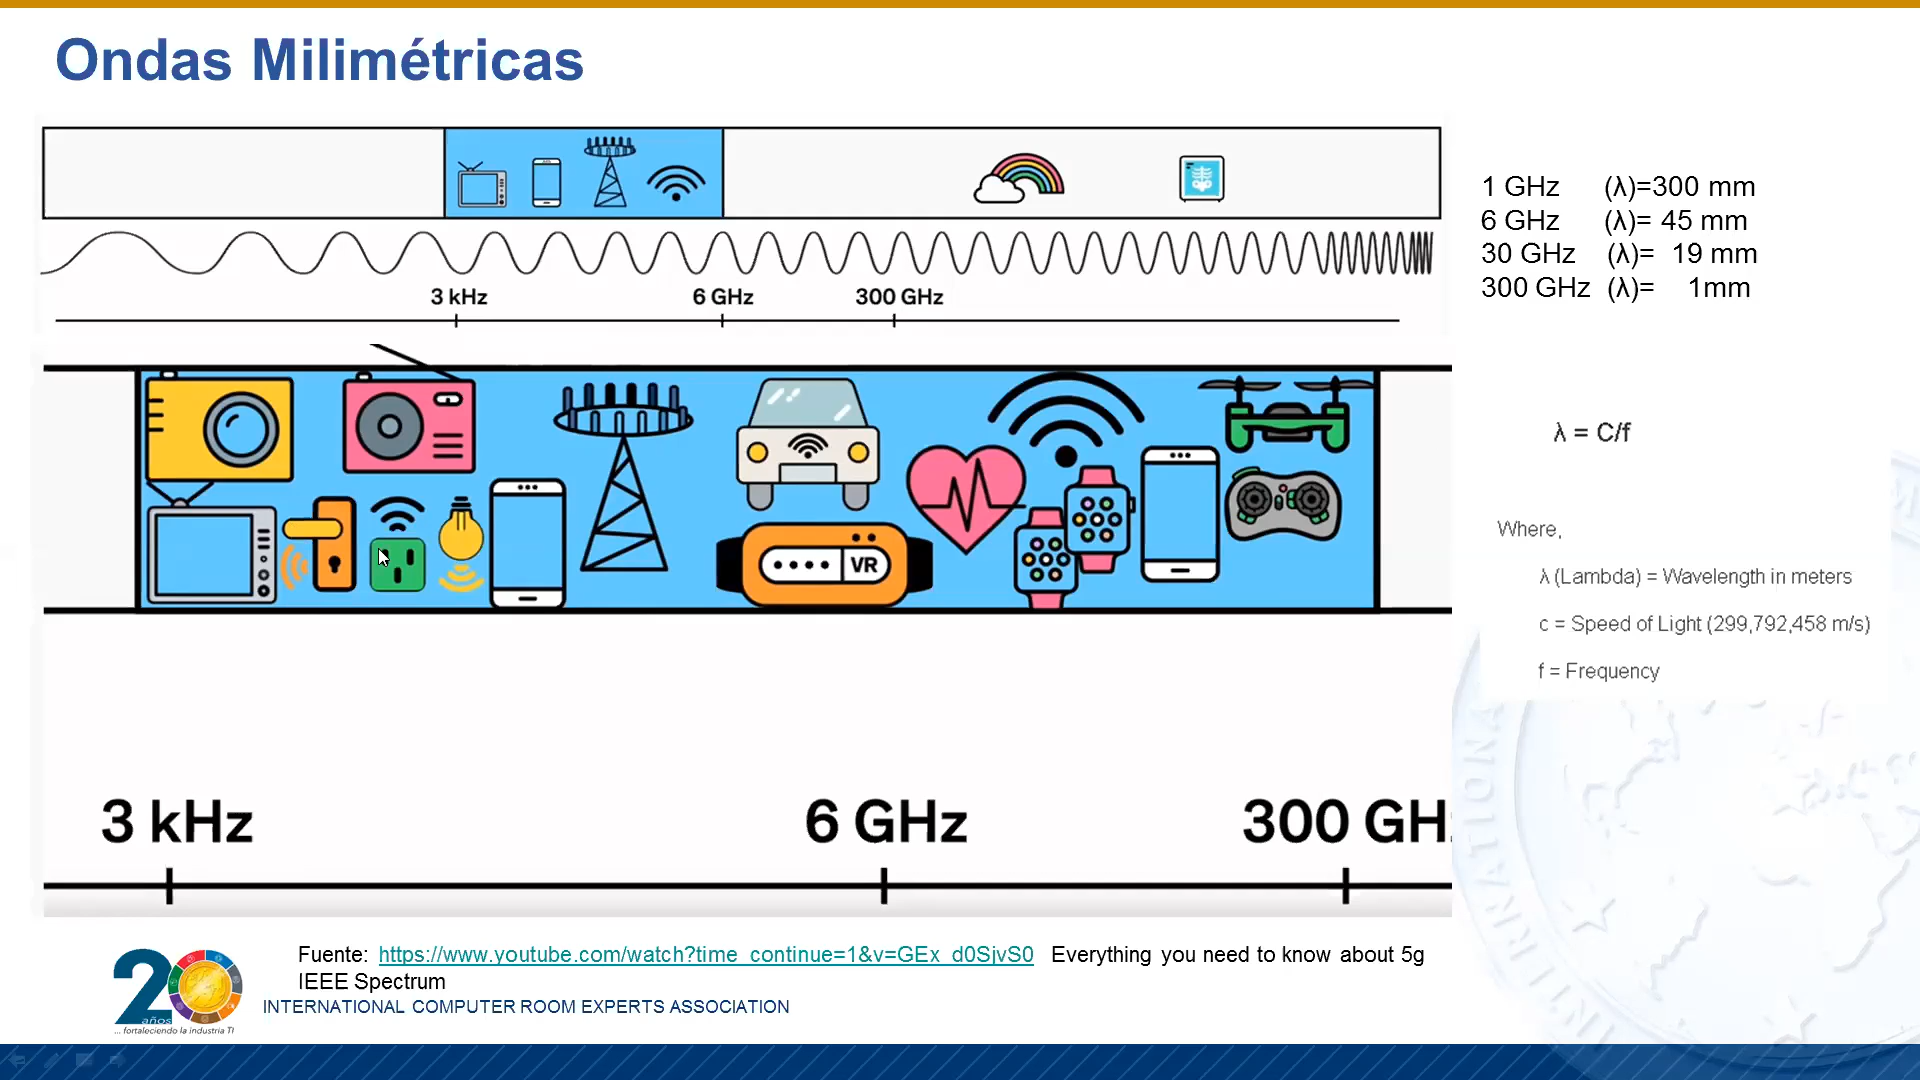 Ondas Milimétricas
3 kHz 6 GHz 300 GHz
1 GHz (λ)=300 mm
6 GHz (λ)= 45 mm
30 GHz (λ)= 19 mm
300 GHz (λ)= 1mm
λ = C/f
Where,
λ (Lambda) = Wavelength in meters
c = Speed of Light (299,792,458 m/s)
f = Frequency
VR
3 kHz 6 GHz 300 GH
Fuente: https://www.youtube.com/watch?time_continue=1&v=GEx_d0SjvS0 Everything you need to know about 5g
IEEE Spectrum
INTERNATIONAL COMPUTER ROOM EXPERTS ASSOCIATION
20
años
... fortaleciendo la industria TI
INTERNATIONAL